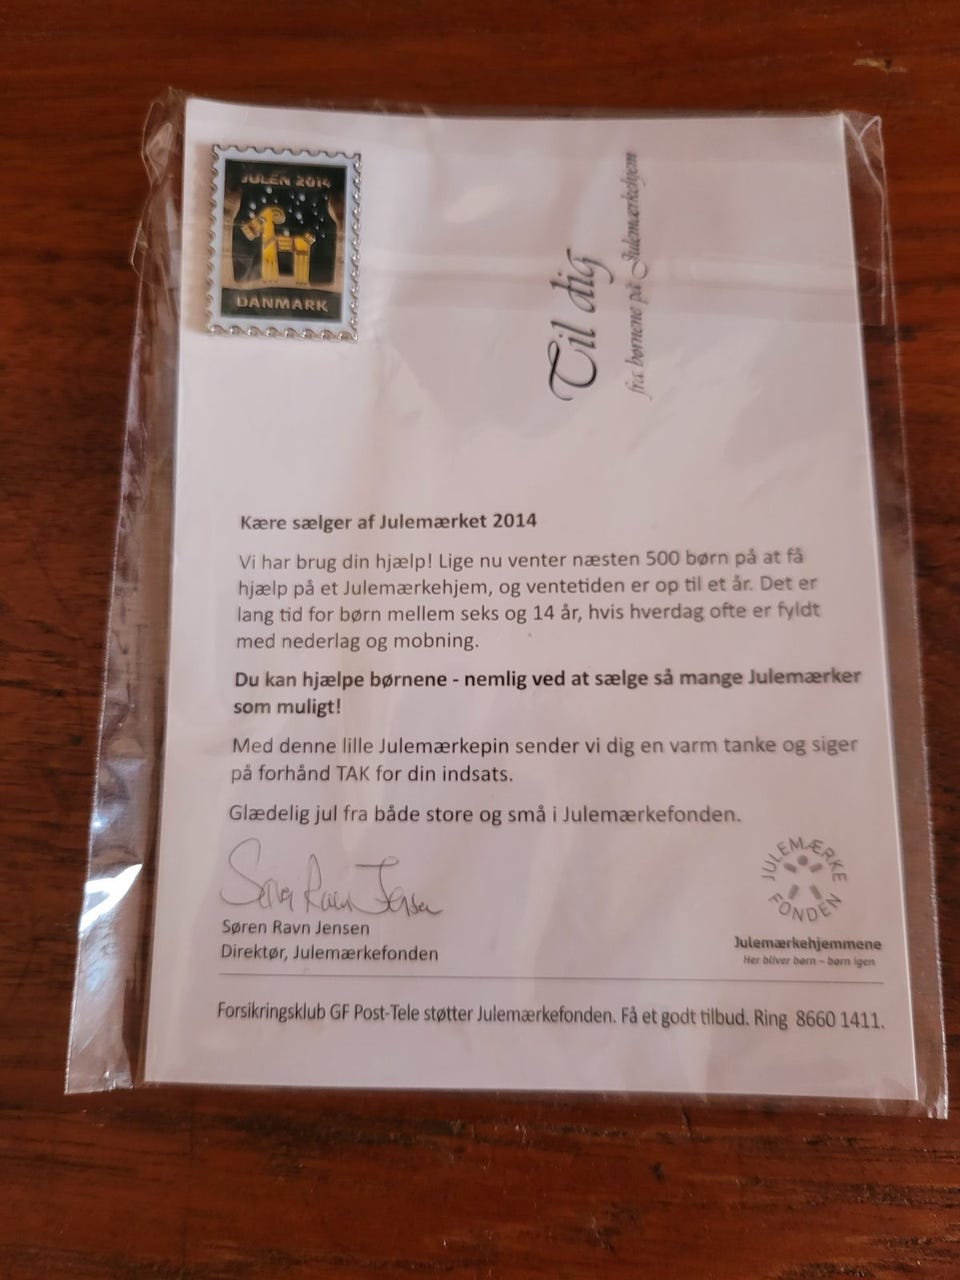 JULEN 2014
DANMARK
Til dig
fra børnene på Julemærkehjem
Kære sælger af Julemærket 2014
Vi har brug din hjælp! Lige nu venter næsten 500 børn på at få
hjælp på et Julemærkehjem, og ventetiden er op til et år. Det er
lang tid for børn mellem seks og 14 år, hvis hverdag ofte er fyldt
med nederlag og mobning.
Du kan hjælpe børnene - nemlig ved at sælge så mange Julemærker
som muligt!
Med denne lille Julemærkepin sender vi dig en varm tanke og siger
på forhånd TAK for din indsats.
Glædelig jul fra både store og små i Julemærkefonden.
Søren Ravn Jensen
Søren Ravn Jensen
Direktør, Julemærkefonden
JULEMÆRKE
FONDEN
Julemærkehjemmene
Her bliver børn – børn igen
Forsikringsklub GF Post-Tele støtter Julemærkefonden. Få et godt tilbud. Ring 8660 1411.